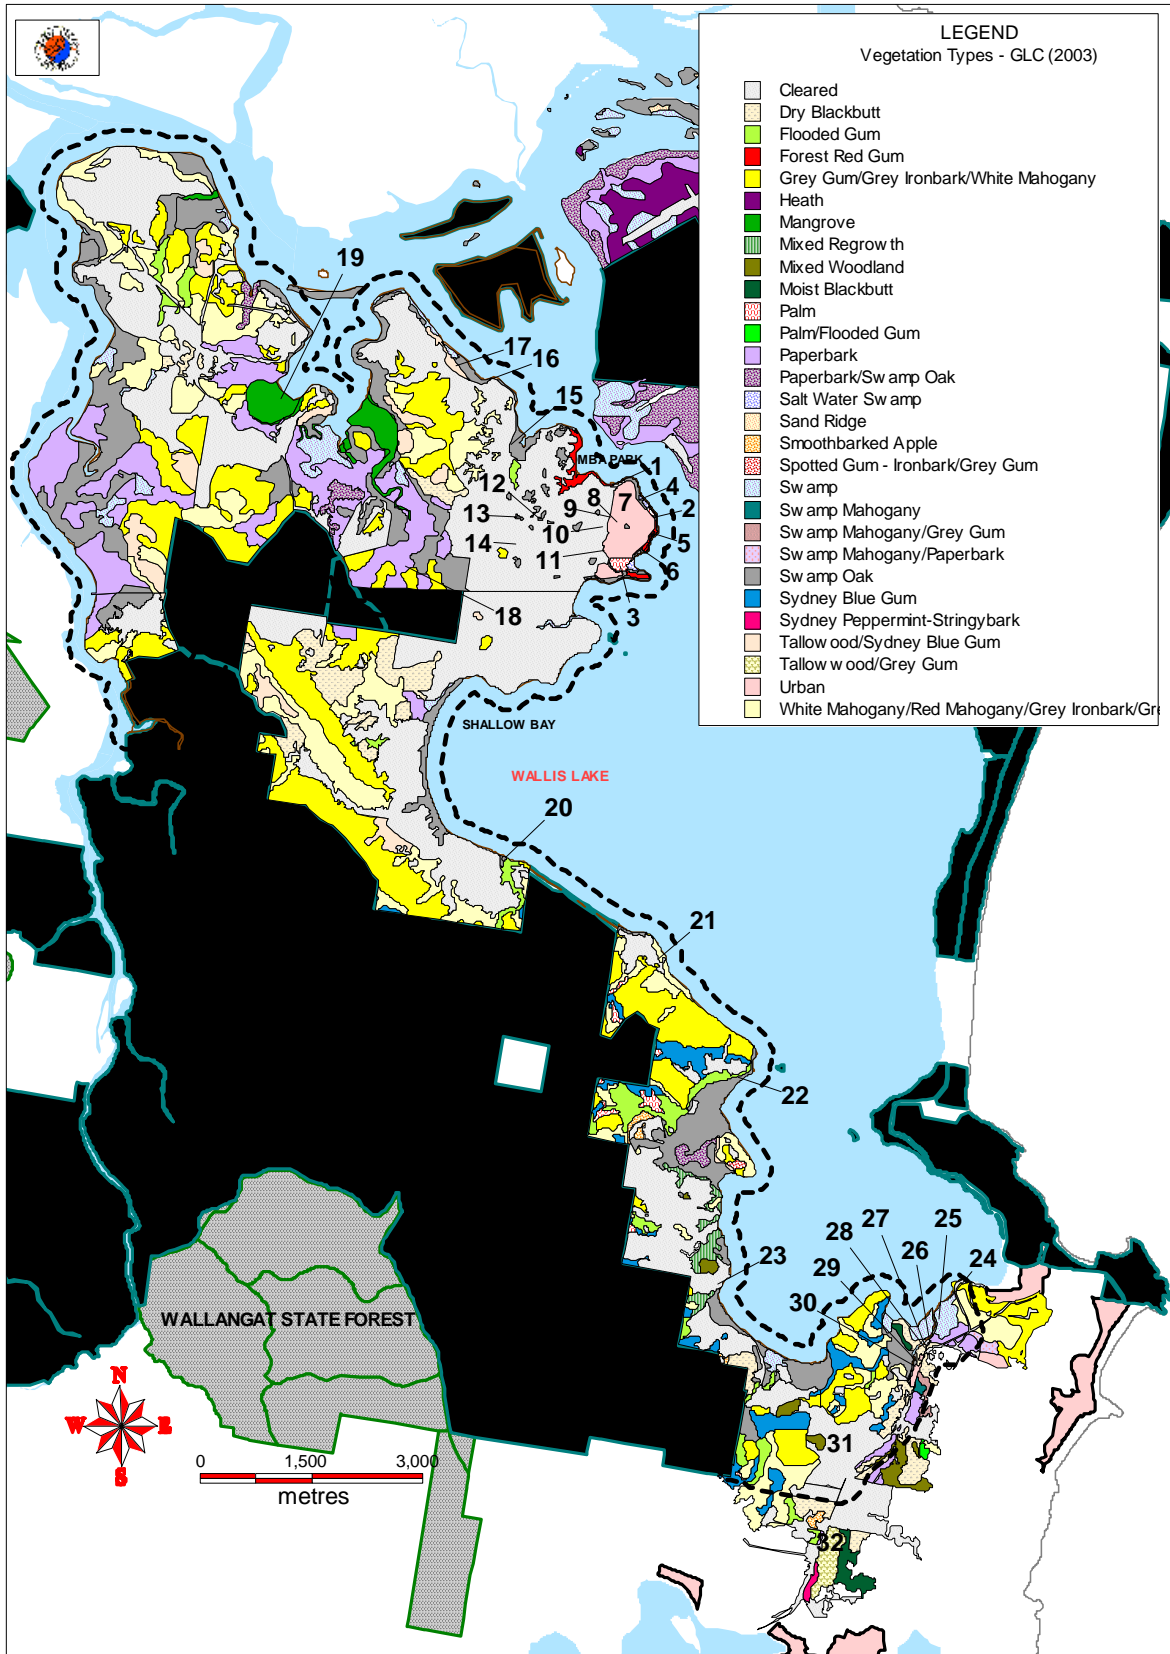 LEGEND
Vegetation Types - GLC (2003)
Cleared
Dry Blackbutt
Flooded Gum
Forest Red Gum
Grey Gum/Grey Ironbark/White Mahogany
Heath
Mangrove
Mixed Regrowth
Mixed Woodland
Moist Blackbutt
Palm
Palm/Flooded Gum
Paperbark
Paperbark/Swamp Oak
Salt Water Swamp
Sand Ridge
Smoothbarked Apple
Spotted Gum - Ironbark/Grey Gum
Swamp
Swamp Mahogany
Swamp Mahogany/Grey Gum
Swamp Mahogany/Paperbark
Swamp Oak
Sydney Blue Gum
Sydney Peppermint-Stringybark
Tallowood/Sydney Blue Gum
Tallowwood/Grey Gum
Urban
White Mahogany/Red Mahogany/Grey Ironbark/Gr
19
17
16
15
MBA PARK
1
12
8
7
4
13
9
2
14
10
5
11
6
18
3
SHALLOW BAY
WALLIS LAKE
20
21
22
27
25
28
26
23
29
24
30
WALLANGAT STATE FOREST
N
W
E
S
31
0
1,500
3,000
metres
32